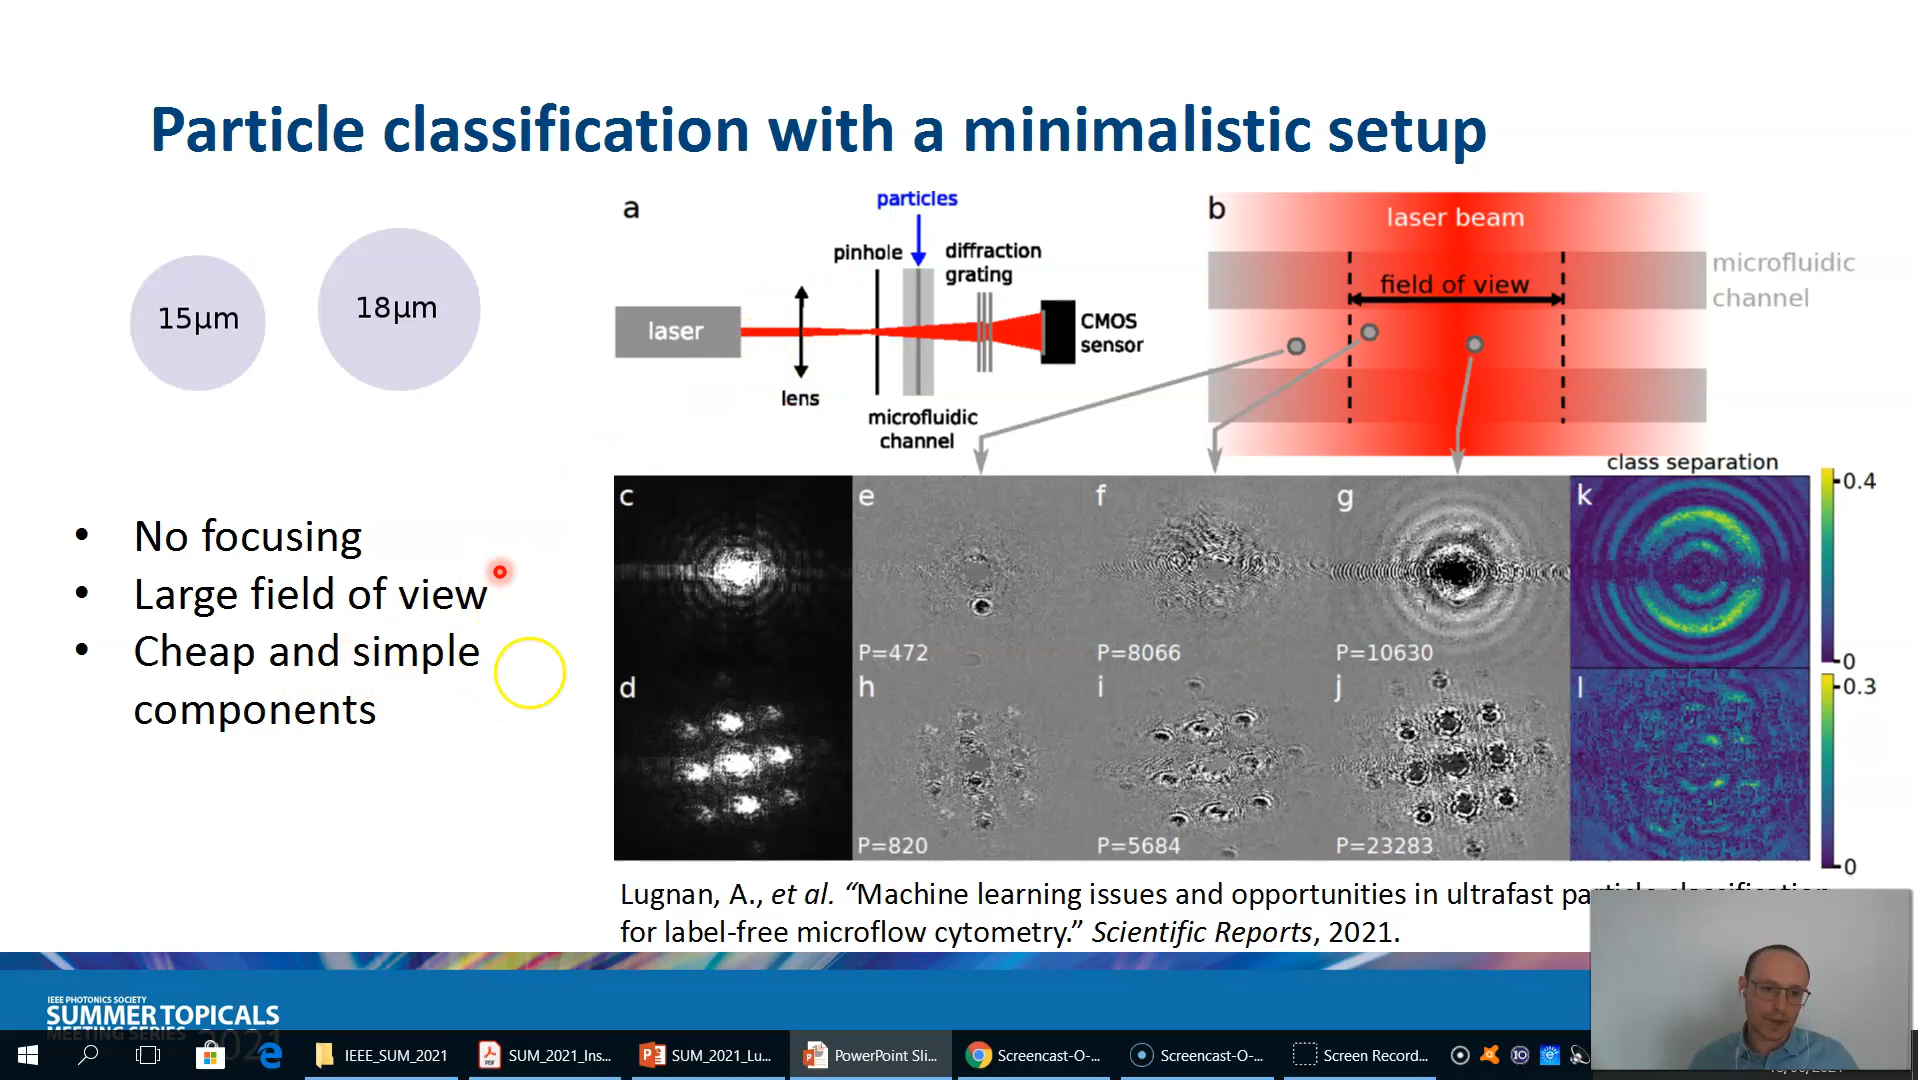 Particle classification with a minimalistic setup
15µm
18µm
• No focusing
• Large field of view
• Cheap and simple
components
a
particles
pinhole
diffraction
grating
laser
CMOS
sensor
lens
microfluidic
channel
b
laser beam
field of view
microfluidic
channel
class separation
c
e
f
g
k
0.4
P=472
P=8066
P=10630
0
d
h
i
j
l
0.3
P=820
P=5684
P=23283
0
Lugnan, A., et al. “Machine learning issues and opportunities in ultrafast
for label-free microflow cytometry.” Scientific Reports, 2021.
IEEE PHOTONICS SOCIETY
SUMMER TOPICALS
MEETING SERIES 2021
IEEE_SUM_2021
SUM_2021_Ins...
SUM_2021_Lu...
PowerPoint Sli...
Screencast-O-...
Screencast-O-...
Screen Record...